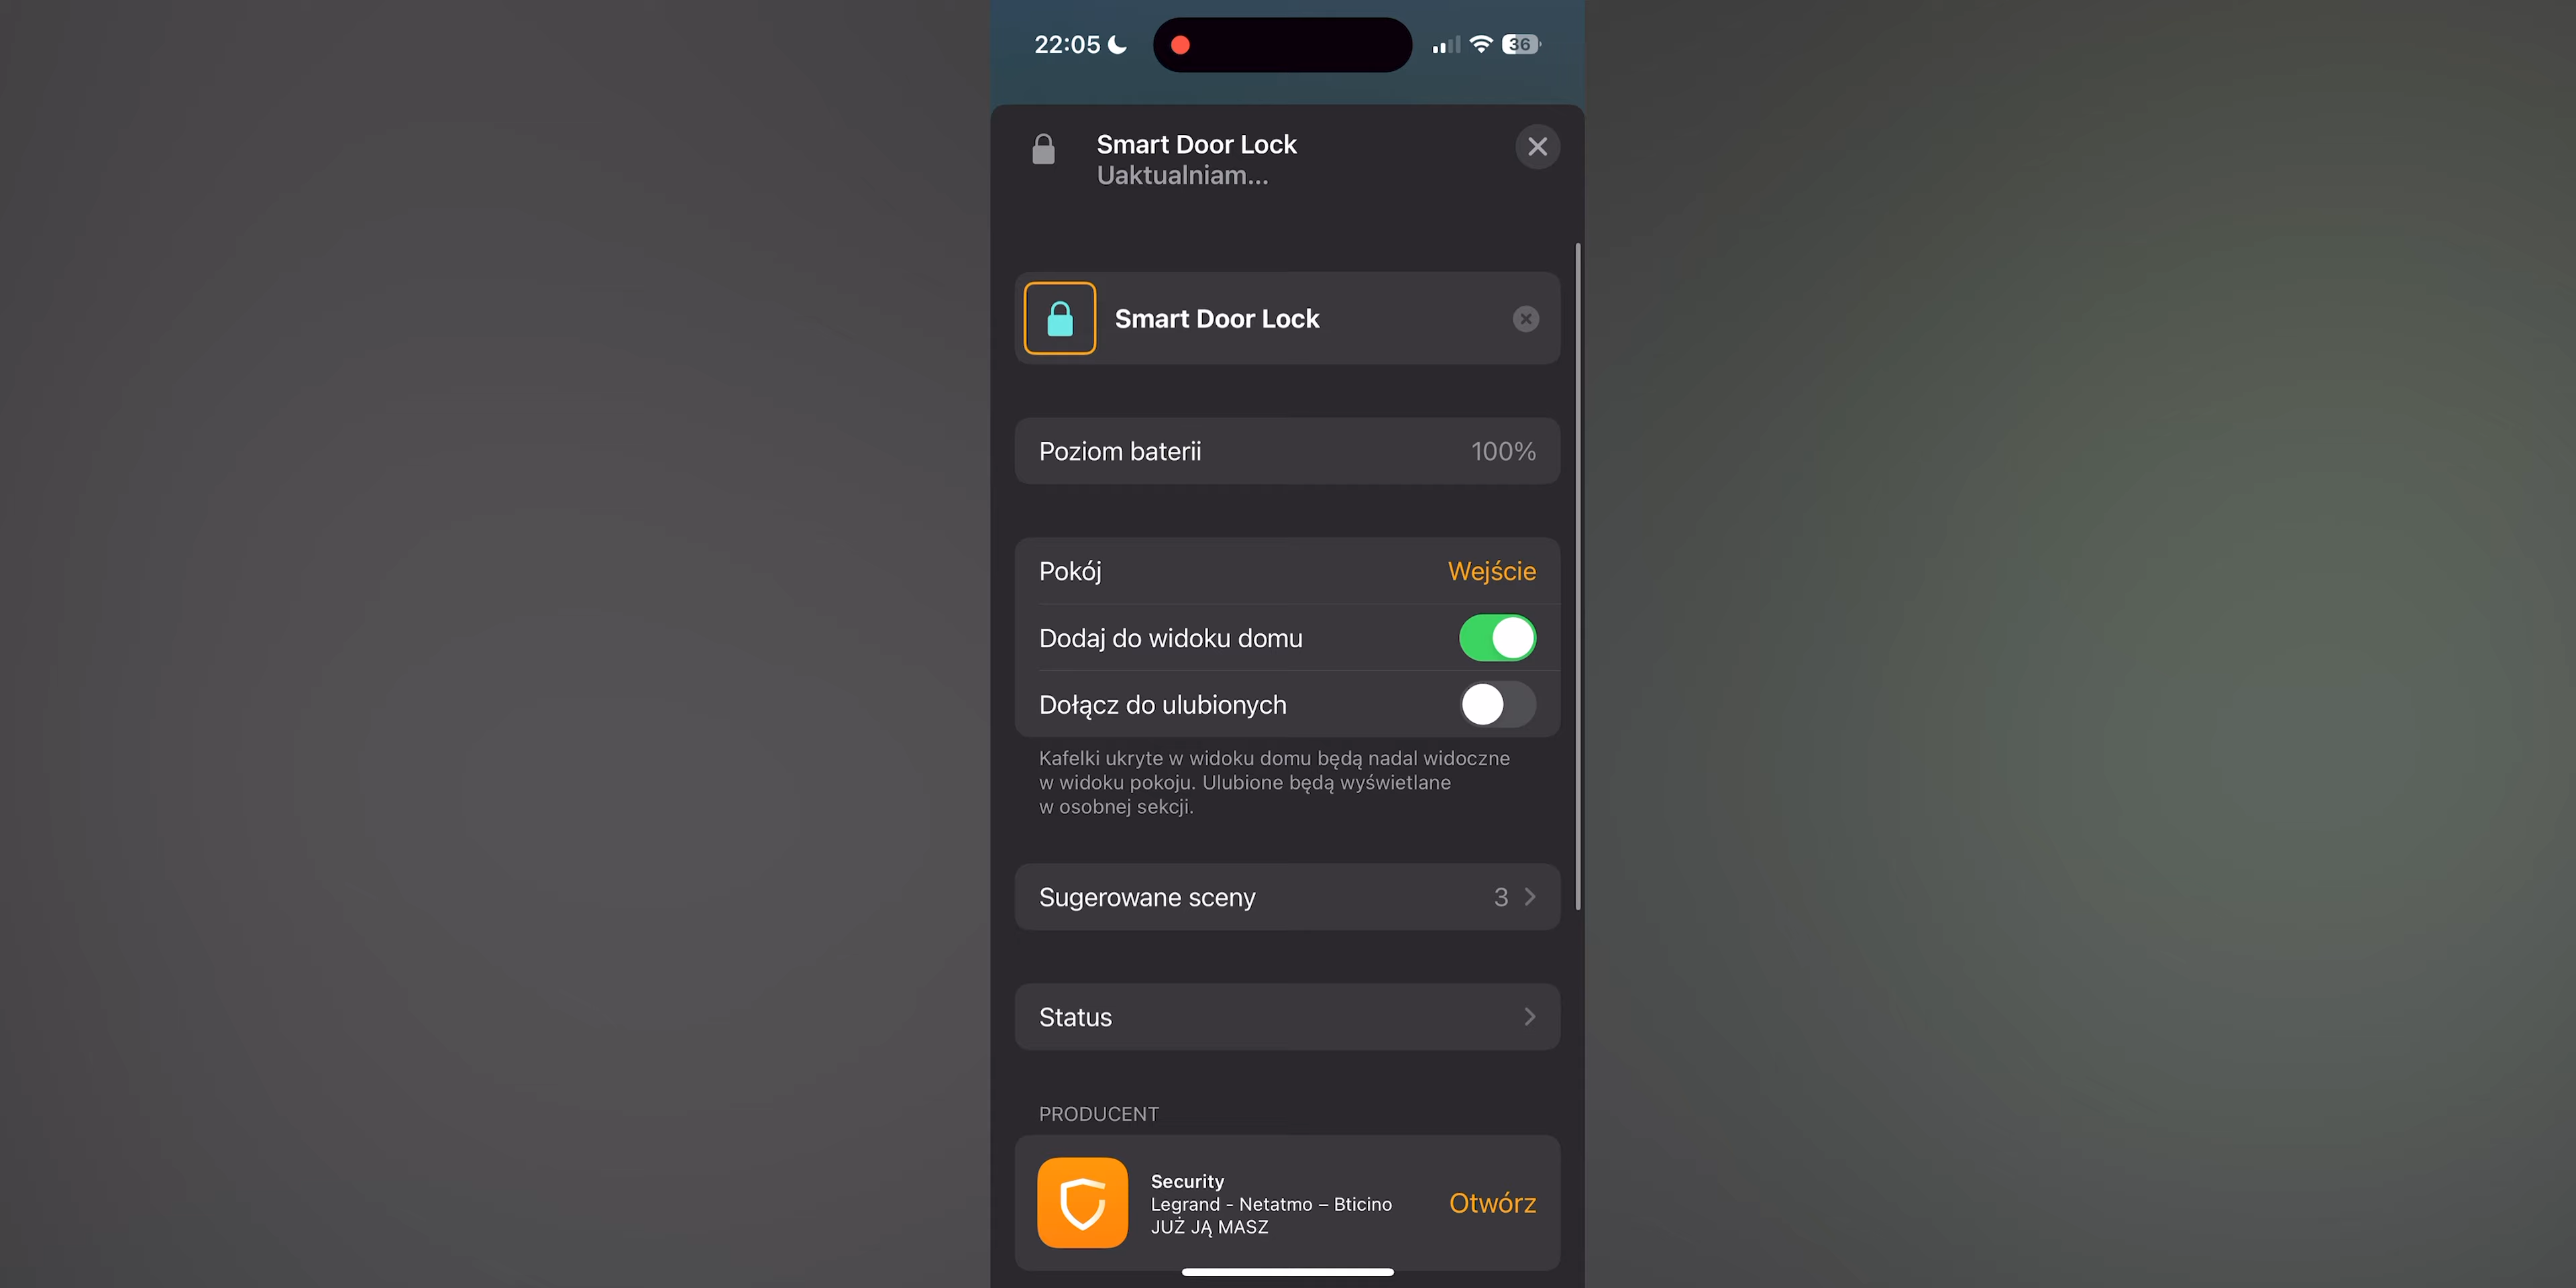 22:05
36
Smart Door Lock
Uaktualniam...
Smart Door Lock
Poziom baterii 100%
Pokój Wejście
Dodaj do widoku domu
Dołącz do ulubionych
Kafelki ukryte w widoku domu będą nadal widoczne
w widoku pokoju. Ulubione będą wyświetlane
w osobnej sekcji.
Sugerowane sceny 3
Status
PRODUCENT
Security
Legrand - Netatmo – Bticino
JUŻ JĄ MASZ
Otwórz